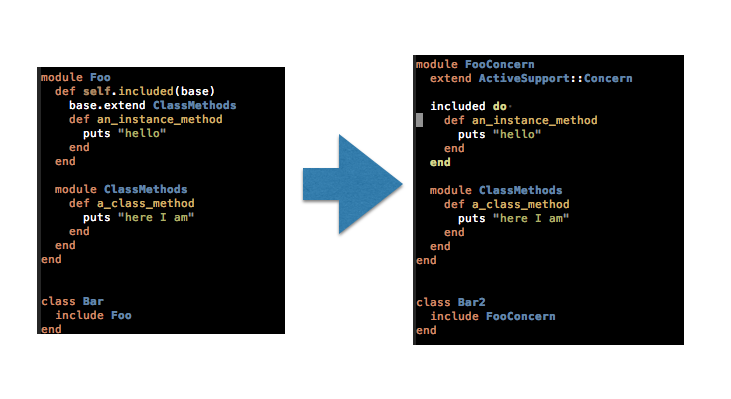 module Foo
  def self.included(base)
    base.extend ClassMethods
    def an_instance_method
      puts "hello"
    end
  end

  module ClassMethods
    def a_class_method
      puts "here I am"
    end
  end
end

class Bar
  include Foo
end

module FooConcern
  extend ActiveSupport::Concern

  included do
    def an_instance_method
      puts "hello"
    end
  end

  module ClassMethods
    def a_class_method
      puts "here I am"
    end
  end
end

class Bar2
  include FooConcern
end